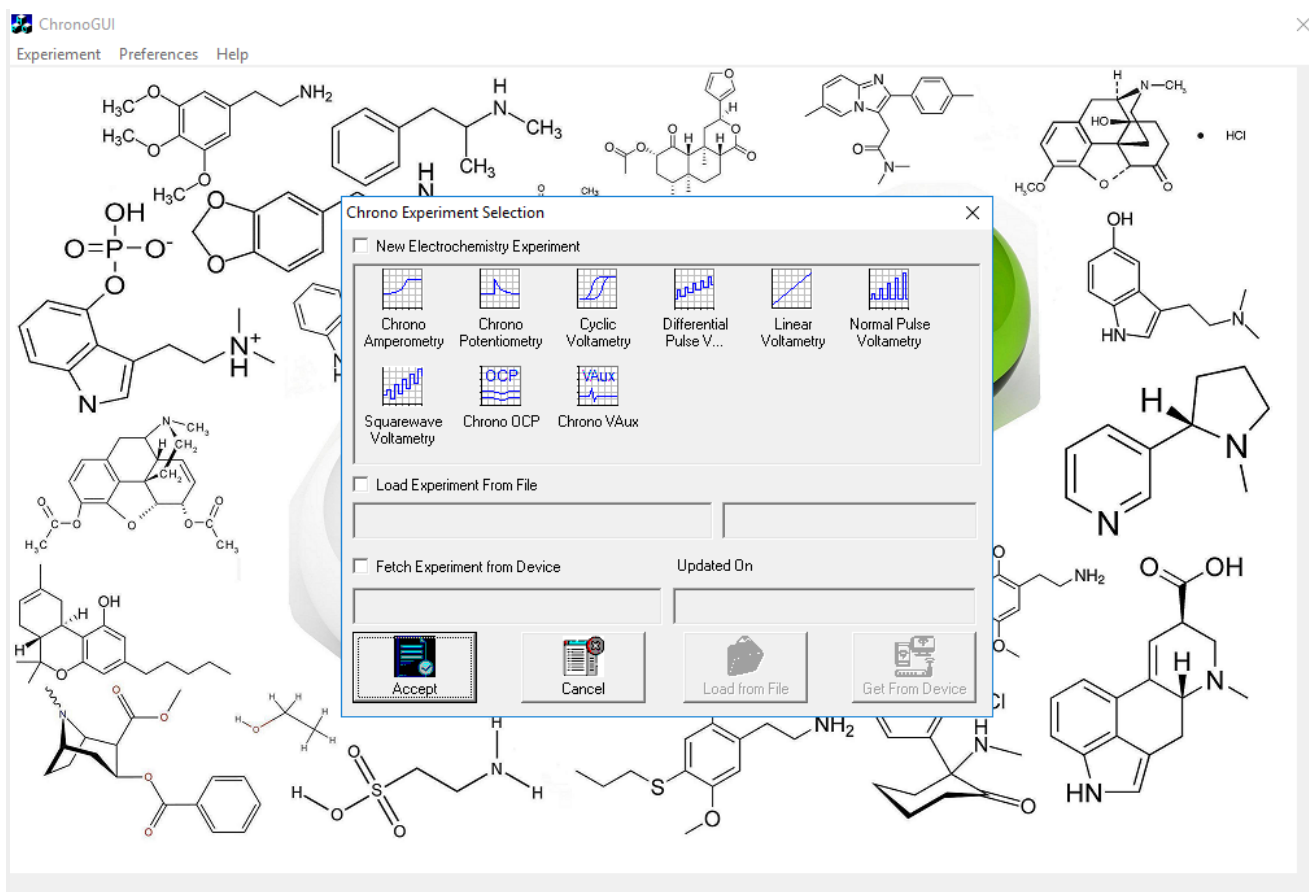 ChronoGUI
Experiement Preferences Help
NH₂
H₃C
O
H₃C
O
O
H₃C
H
N
CH₃
CH₃
O
H
O
O
O
O
H
H
O
N
N
O
N
H
N—CH₃
HO
H₃CO
O
O
• HCl
H
N
O
CH₃
O
O
OH
O=P–O⁻
O
N⁺
H
N
H
OH
N
HN
Chrono Experiment Selection
New Electrochemistry Experiment
Chrono
Amperometry
Chrono
Potentiometry
Cyclic
Voltametry
Differential
Pulse V...
Linear
Voltametry
Normal Pulse
Voltametry
OCP
VAux
Squarewave
Voltametry
Chrono OCP
Chrono VAux
Load Experiment From File
Fetch Experiment from Device
Updated On
Accept
Cancel
Load from File
Get From Device
N
CH₃
H
CH₂
CH₂
O
O
O
O
O
H₃C
CH₃
H
N
N
OH
H
H
O
O
NH₂
O
O
OH
H
N
HN
N
O
O
O
O
H
O
H
H
H
H
N
H
O
S
O
H
O
NH₂
S
O
Cl
H
N
O